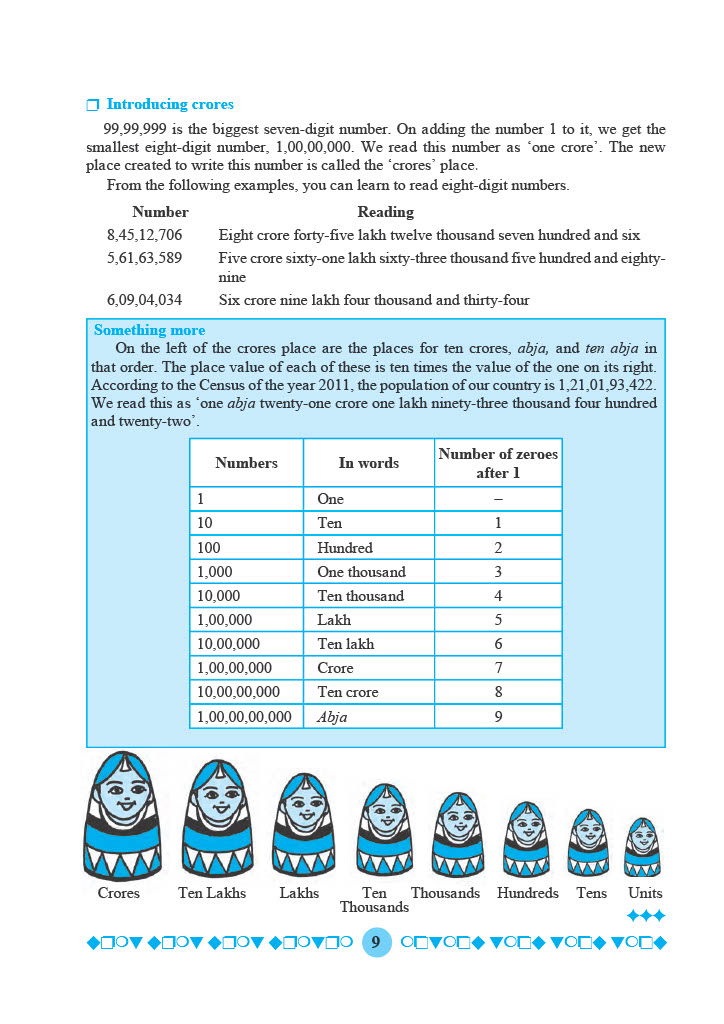 ❒ Introducing crores
99,99,999 is the biggest seven-digit number. On adding the number 1 to it, we get the
smallest eight-digit number, 1,00,00,000. We read this number as ‘one crore’. The new
place created to write this number is called the ‘crores’ place.
From the following examples, you can learn to read eight-digit numbers.
Number Reading
8,45,12,706 Eight crore forty-five lakh twelve thousand seven hundred and six
5,61,63,589 Five crore sixty-one lakh sixty-three thousand five hundred and eighty-
nine
6,09,04,034 Six crore nine lakh four thousand and thirty-four
Something more
On the left of the crores place are the places for ten crores, abja, and ten abja in
that order. The place value of each of these is ten times the value of the one on its right.
According to the Census of the year 2011, the population of our country is 1,21,01,93,422.
We read this as ‘one abja twenty-one crore one lakh ninety-three thousand four hundred
and twenty-two’.
Numbers In words Number of zeroes
after 1
1 One –
10 Ten 1
100 Hundred 2
1,000 One thousand 3
10,000 Ten thousand 4
1,00,000 Lakh 5
10,00,000 Ten lakh 6
1,00,00,000 Crore 7
10,00,00,000 Ten crore 8
1,00,00,00,000 Abja 9
Crores Ten Lakhs Lakhs Ten Thousands Hundreds Tens Units
Thousands
9